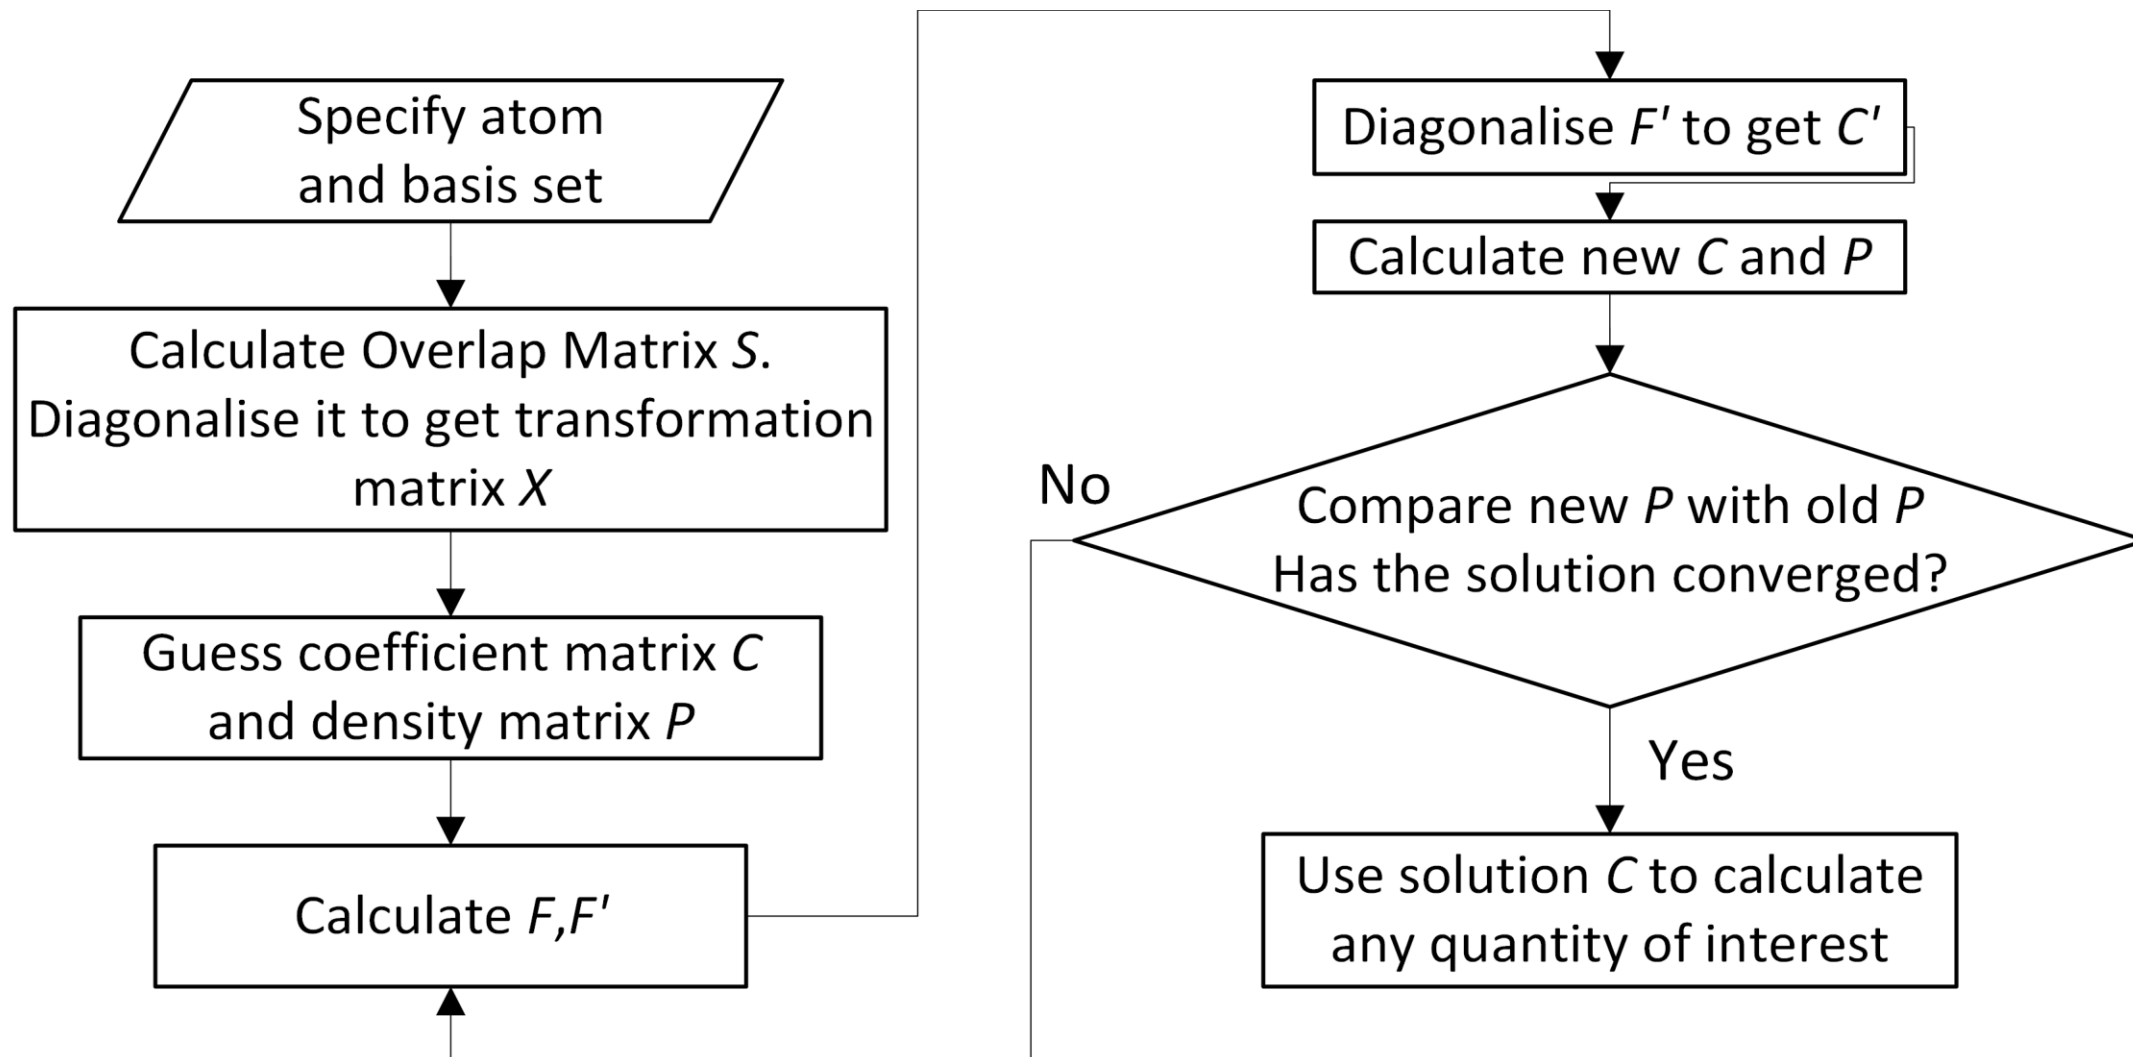 Specify atom
and basis set
Calculate Overlap Matrix S.
Diagonalise it to get transformation
matrix X
Guess coefficient matrix C
and density matrix P
Calculate F,F'
Diagonalise F' to get C'
Calculate new C and P
Compare new P with old P
Has the solution converged?
No
Yes
Use solution C to calculate
any quantity of interest